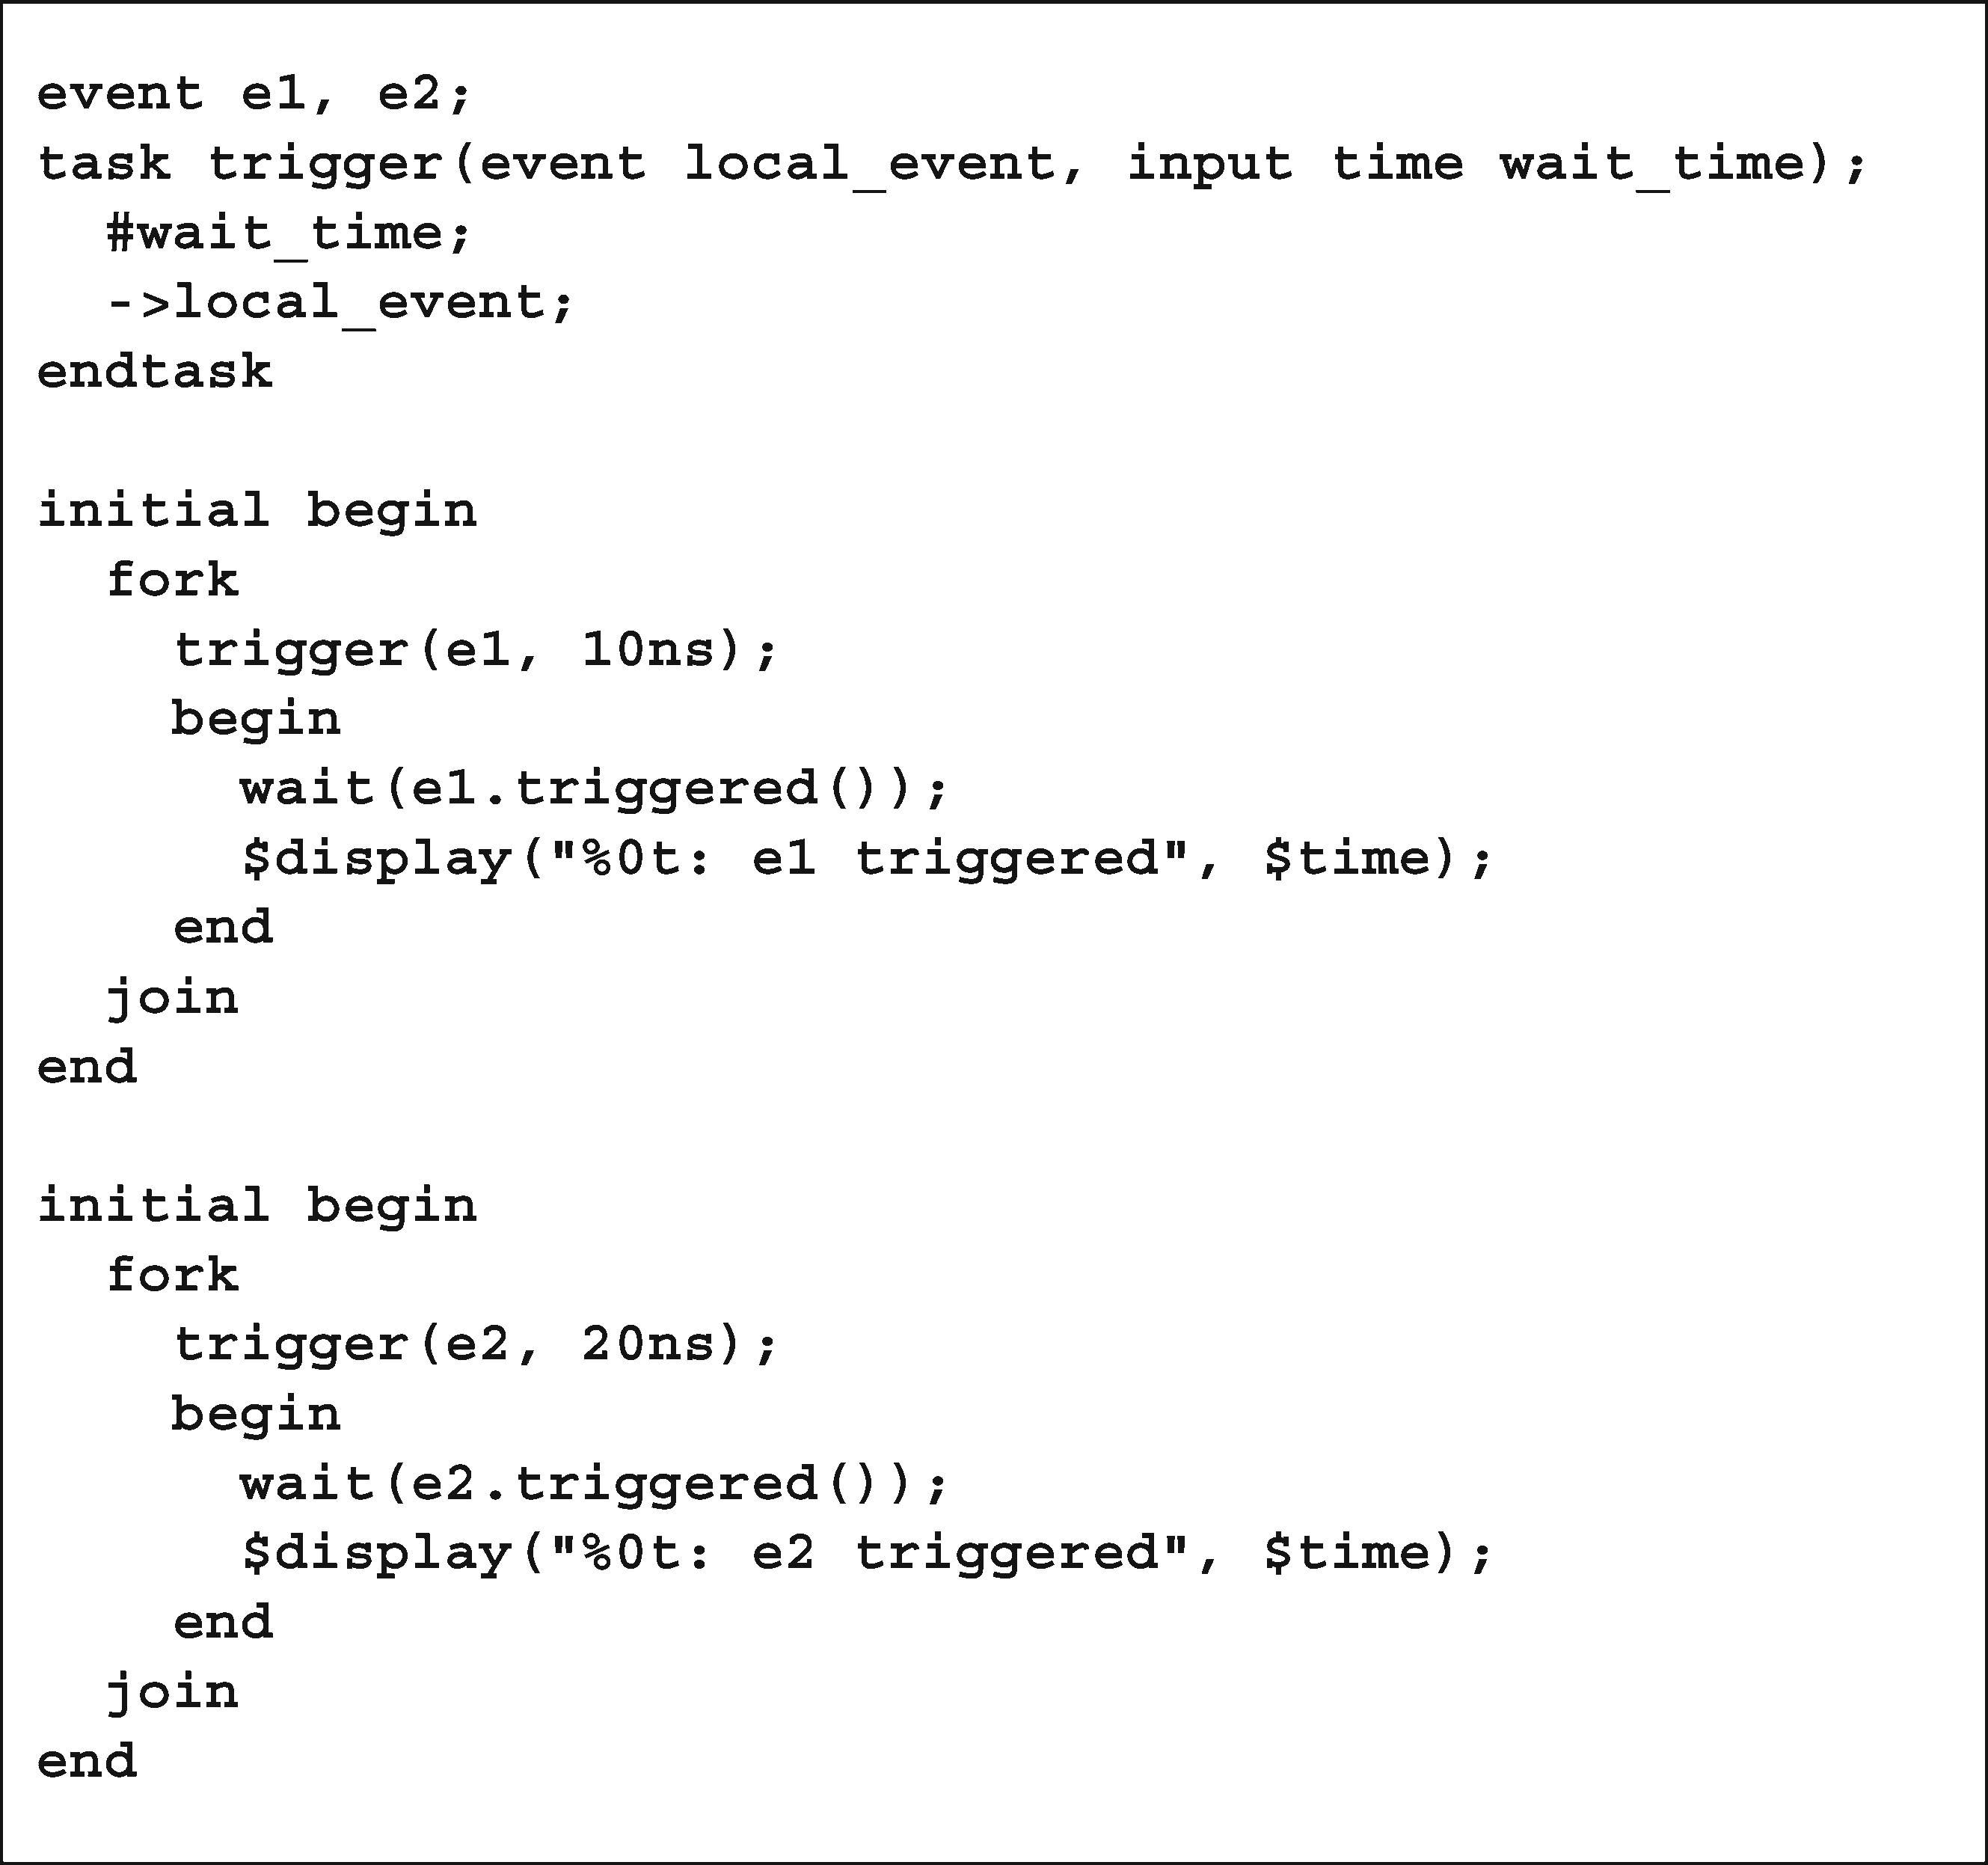 event e1, e2;
task trigger(event local_event, input time wait_time);
  #wait_time;
  ->local_event;
endtask

initial begin
  fork
    trigger(e1, 10ns);
    begin
      wait(e1.triggered());
      $display("%0t: e1 triggered", $time);
    end
  join
end

initial begin
  fork
    trigger(e2, 20ns);
    begin
      wait(e2.triggered());
      $display("%0t: e2 triggered", $time);
    end
  join
end